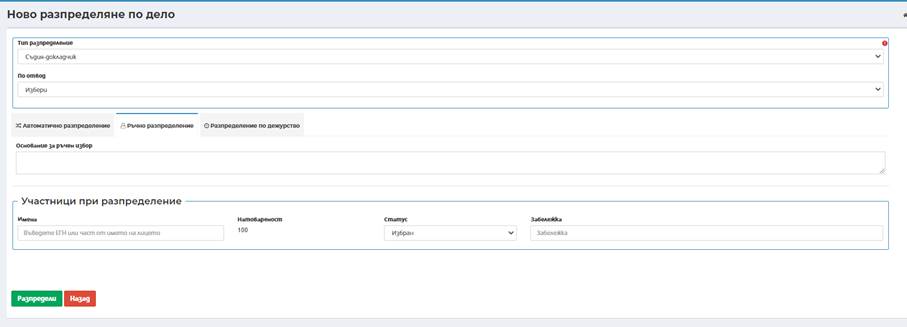 Ново разпределяне по дело
Тип разпределение
Съдия-докладчик
По отвод
Избери
Автоматично разпределение Ръчно разпределение Разпределение по дежурство
Основание за ръчен избор
Участници при разпределение
Имена Натовареност Статус Забележка
Въведете ЕГН или част от името на лицето 100 Избран Забележка
Разпредели Назад